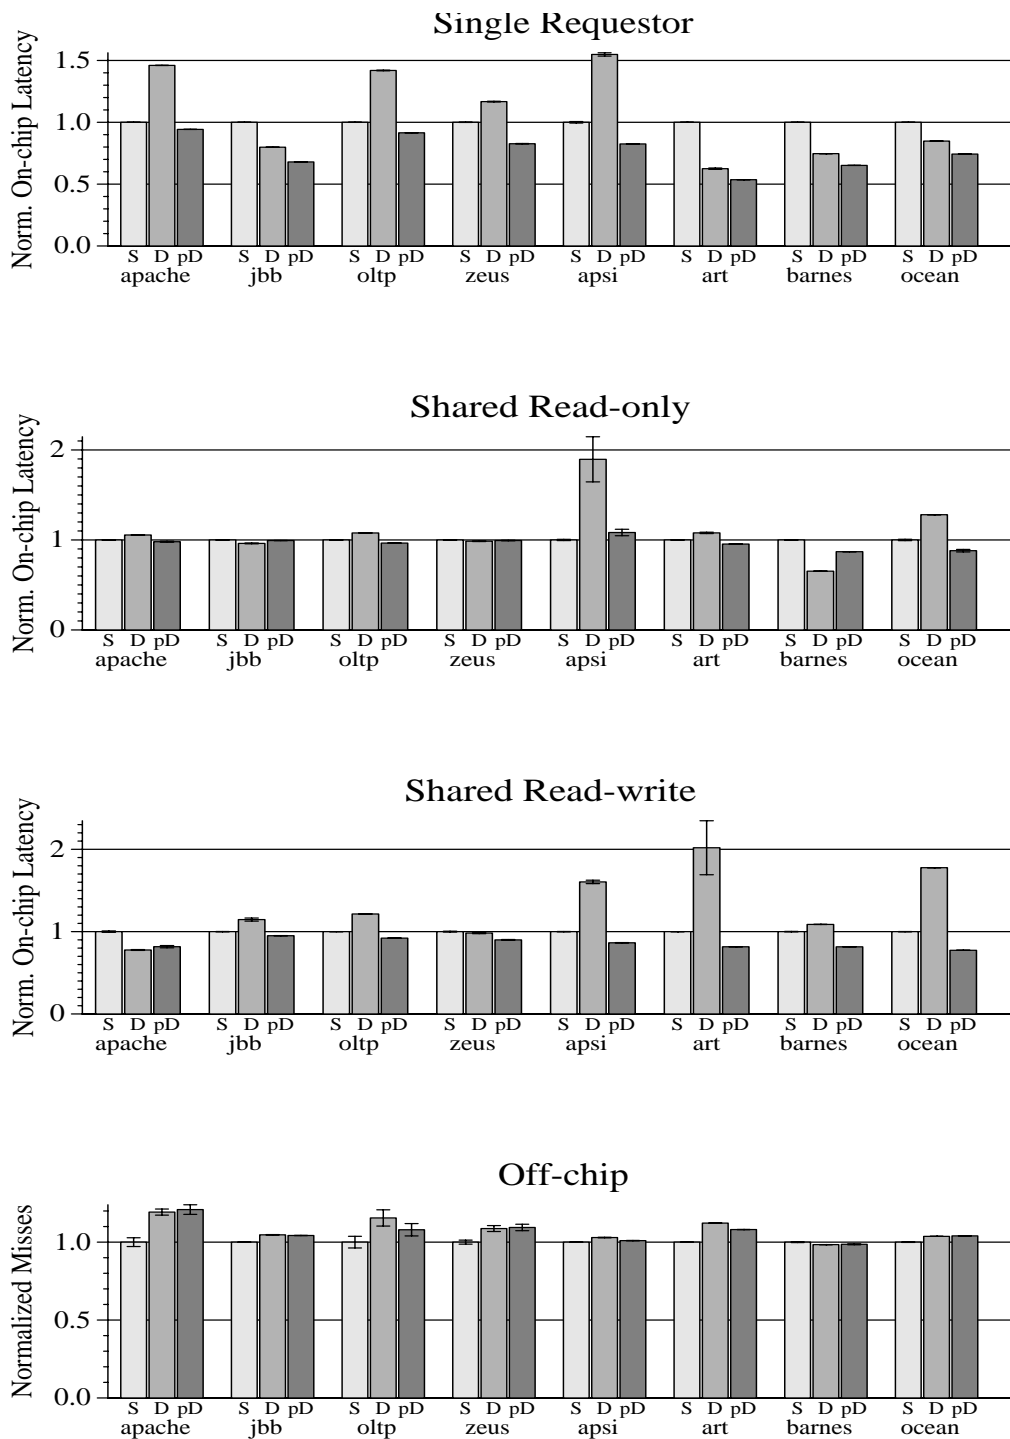 Single Requestor
Norm. On-chip Latency
1.5
1.0
0.5
0.0
S D pD S D pD S D pD S D pD S D pD S D pD S D pD S D pD
apache jbb oltp zeus apsi art barnes ocean
Shared Read-only
Norm. On-chip Latency
2
1
0
S D pD S D pD S D pD S D pD S D pD S D pD S D pD S D pD
apache jbb oltp zeus apsi art barnes ocean
Shared Read-write
Norm. On-chip Latency
2
1
0
S D pD S D pD S D pD S D pD S D pD S D pD S D pD S D pD
apache jbb oltp zeus apsi art barnes ocean
Off-chip
Normalized Misses
1.0
0.5
0.0
S D pD S D pD S D pD S D pD S D pD S D pD S D pD S D pD
apache jbb oltp zeus apsi art barnes ocean